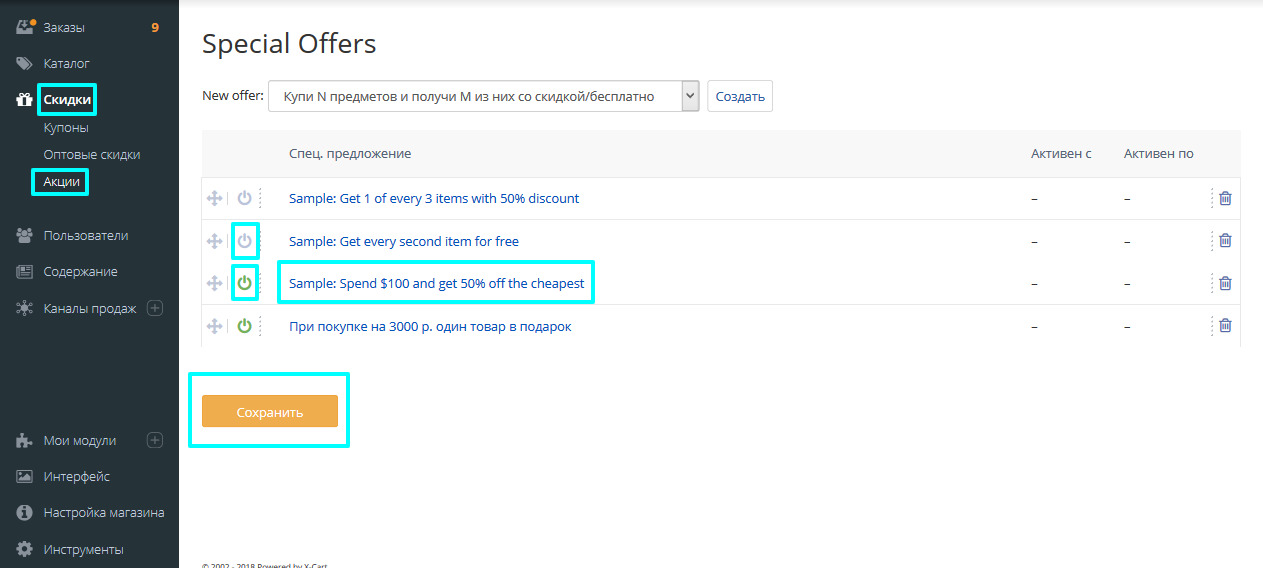 Заказы 9
Каталог
Скидки
Купоны
Оптовые скидки
Акции
Пользователи
Содержание
Каналы продаж
Мои модули
Интерфейс
Настройка магазина
Инструменты
Special Offers
New offer: Купи N предметов и получи M из них со скидкой/бесплатно Создать
Спец. предложение Активен с Активен по
Sample: Get 1 of every 3 items with 50% discount – –
Sample: Get every second item for free – –
Sample: Spend $100 and get 50% off the cheapest – –
При покупке на 3000 р. один товар в подарок – –
Сохранить
© 2002 - 2018 Powered by X-Cart